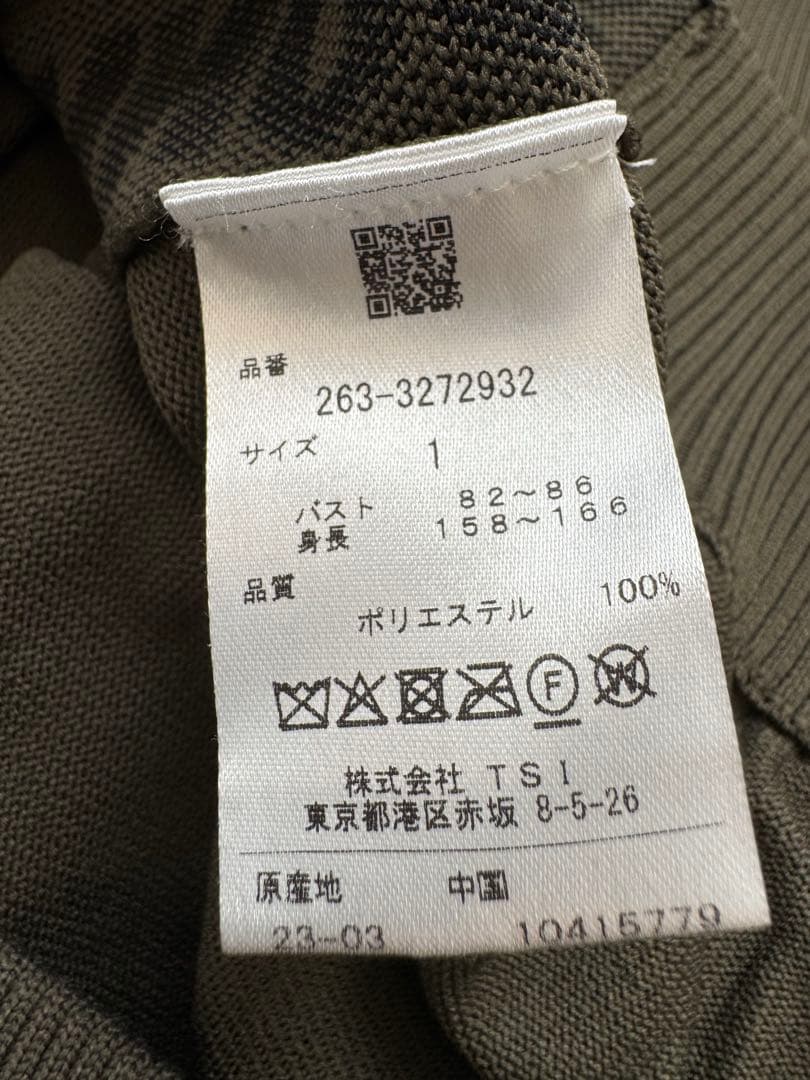 品番
263-3272932
サイズ 1
バスト 82～86
身長 158～166
品質
ポリエステル 100%
F W
株式会社 TSI
東京都港区赤坂 8-5-26
原産地 中国
23-03 10415779